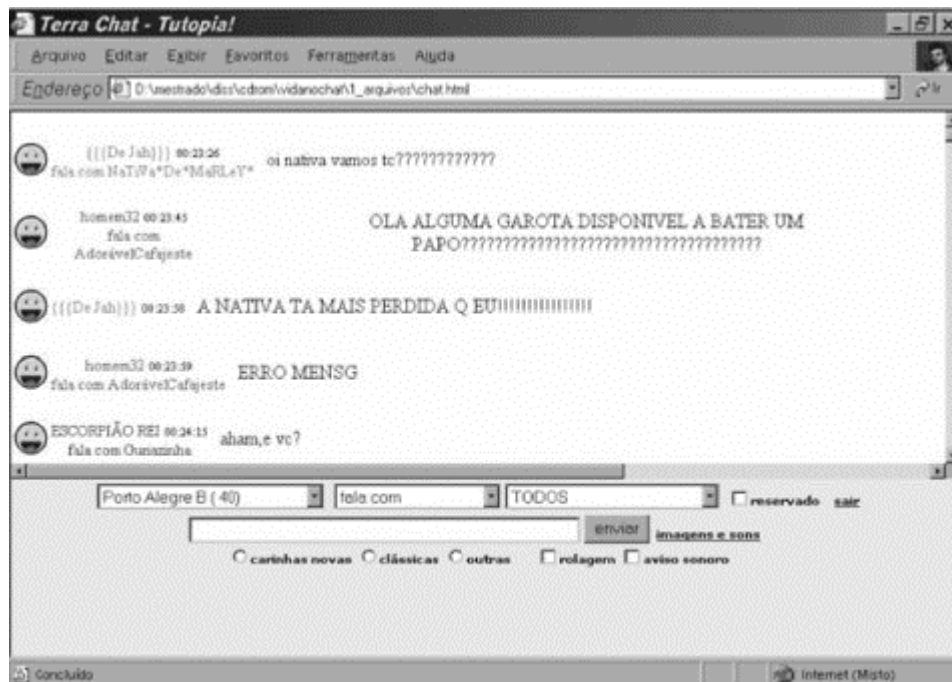 Terra Chat - Tutopia!
Arquivo Editar Exibir Favoritos Ferramentas Ajuda
Endereço D:\mestrado\diss\cdrom\vidanochat\1_arquivos\chat.html Ir
{{{De Jah}}} 00:23:26 oi nativa vamos tc????????????
fala com NaTiVa*De*MaRLeY*
homem32 00:23:45 OLA ALGUMA GAROTA DISPONIVEL A BATER UM
fala com PAPO????????????????????????????????????
AdorávelCafajeste
{{{De Jah}}} 00:23:58 A NATIVA TA MAIS PERDIDA Q EU!!!!!!!!!!!!!!!!!
homem32 00:23:59 ERRO MENSG
fala com AdorávelCafajeste
ESCORPIÃO REI 00:24:15 aham,e vc?
fala com
Porto Alegre B ( 40) fala com TODOS reservado sair
enviar imagens e sons
carinhas novas clássicas outras rolagem aviso sonoro
Concluído Internet (Misto)